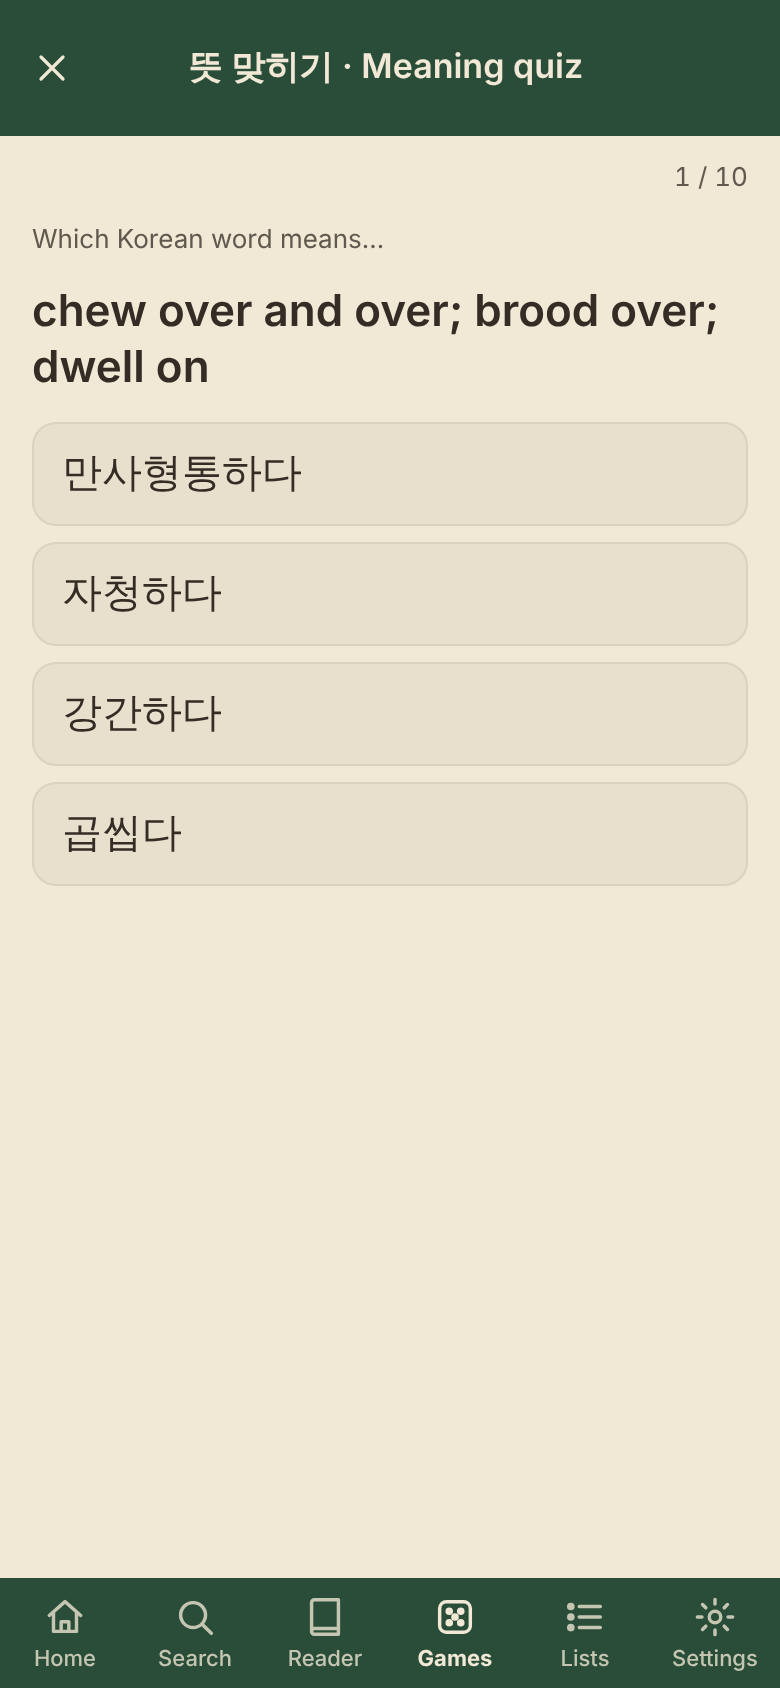 뜻 맞히기 · Meaning quiz
1 / 10
Which Korean word means...
chew over and over; brood over;
dwell on
만사형통하다
자청하다
강간하다
곱씹다
Home Search Reader Games Lists Settings